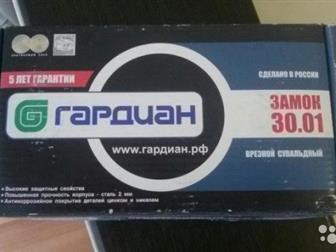 5 ЛЕТ ГАРАНТИИ
СДЕЛАНО В РОССИИ
ГАРДИАН
ЗАМОК
30.01
www.гардиан.рф
ВРЕЗНОЙ СУВАЛЬДНЫЙ
• Высокие защитные свойства
• Повышенная прочность корпуса - сталь 2 мм
• Антикоррозийное покрытие деталей цинком и никелем